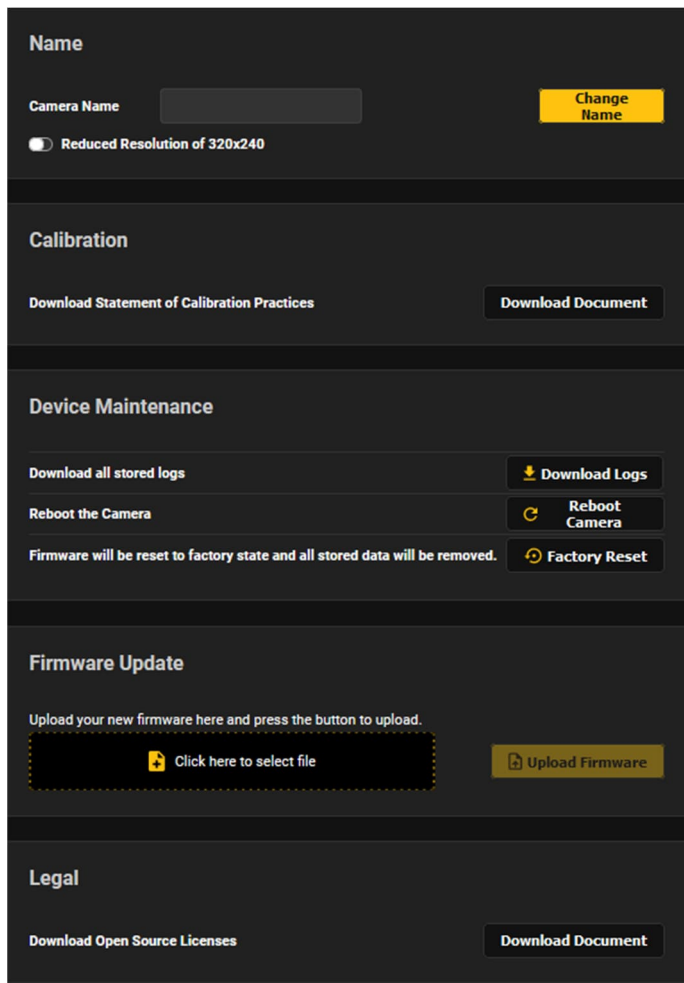 Name
Camera Name
Change
Name
Reduced Resolution of 320x240
Calibration
Download Statement of Calibration Practices
Download Document
Device Maintenance
Download all stored logs
Download Logs
Reboot the Camera
Reboot
Camera
Firmware will be reset to factory state and all stored data will be removed.
Factory Reset
Firmware Update
Upload your new firmware here and press the button to upload.
Click here to select file
Upload Firmware
Legal
Download Open Source Licenses
Download Document